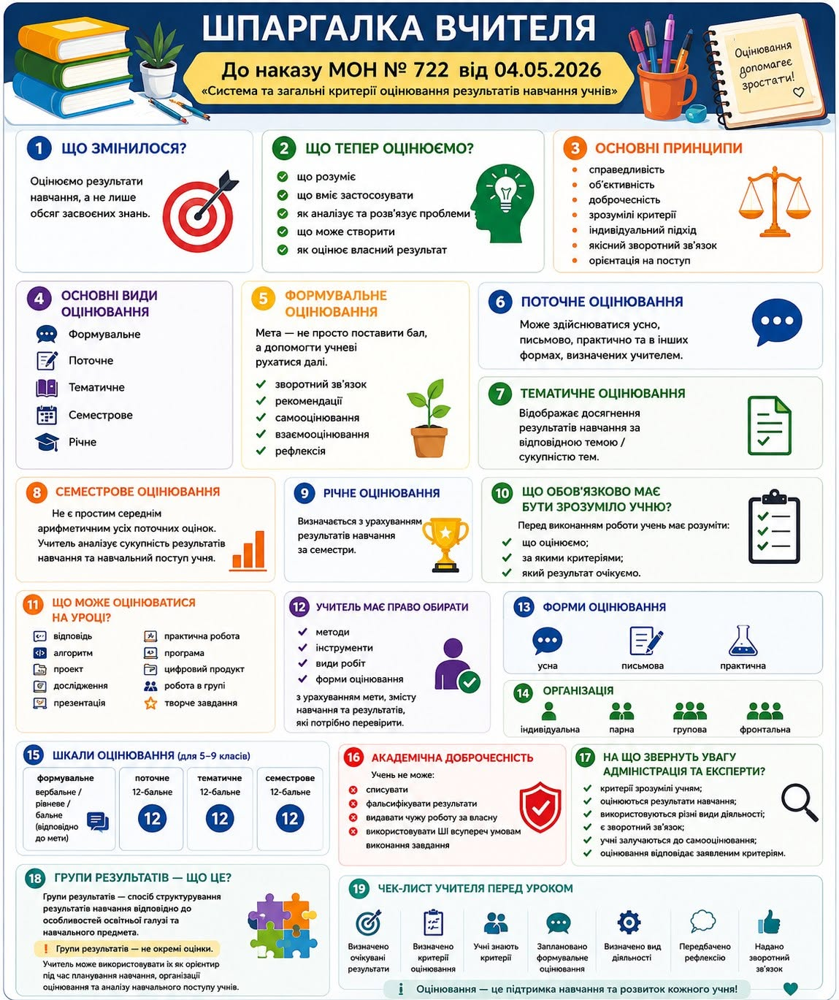 ШПАРГАЛКА ВЧИТЕЛЯ
До наказу МОН № 722 від 04.05.2026
«Система та загальні критерії оцінювання результатів навчання учнів»
Оцінювання
допомагає
зростати!
1 ЩО ЗМІНИЛОСЯ?
Оцінюємо результати
навчання, а не лише
обсяг засвоєних знань.
2 ЩО ТЕПЕР ОЦІНЮЄМО?
що розуміє
що вміє застосовувати
як аналізує та розв'язує проблеми
що може створити
як оцінює власний результат
3 ОСНОВНІ ПРИНЦИПИ
• справедливість
• об'єктивність
• доброчесність
• зрозумілі критерії
• індивідуальний підхід
• якісний зворотний зв'язок
• орієнтація на поступ
4 ОСНОВНІ ВИДИ
ОЦІНЮВАННЯ
Формувальне
Поточне
Тематичне
Семестрове
Річне
5 ФОРМУВАЛЬНЕ
ОЦІНЮВАННЯ
Мета — не просто поставити бал,
а допомогти учневі
рухатися далі.
зворотний зв'язок
рекомендації
самооцінювання
взаємооцінювання
рефлексія
6 ПОТОЧНЕ ОЦІНЮВАННЯ
Може здійснюватися усно,
письмово, практично та в інших
формах, визначених учителем.
7 ТЕМАТИЧНЕ ОЦІНЮВАННЯ
Відображає досягнення
результатів навчання за
відповідною темою /
сукупністю тем.
8 СЕМЕСТРОВЕ ОЦІНЮВАННЯ
Не є простим середнім
арифметичним усіх поточних оцінок.
Учитель аналізує сукупність результатів
навчання та навчальний поступ учня.
9 РІЧНЕ ОЦІНЮВАННЯ
Визначається з урахуванням
результатів навчання
за семестри.
10 ЩО ОБОВ'ЯЗКОВО МАЄ
БУТИ ЗРОЗУМІЛО УЧНЮ?
Перед виконанням роботи учень має розуміти:
що оцінюємо;
за якими критеріями;
який результат очікуємо.
11 ЩО МОЖЕ ОЦІНЮВАТИСЯ
НА УРОЦІ?
відповідь
алгоритм
проект
дослідження
презентація
практична робота
програма
цифровий продукт
робота в групі
творче завдання
12 УЧИТЕЛЬ МАЄ ПРАВО ОБИРАТИ
методи
інструменти
види робіт
форми оцінювання
з урахуванням мети, змісту
навчання та результатів,
які потрібно перевірити.
13 ФОРМИ ОЦІНЮВАННЯ
усна письмова практична
14 ОРГАНІЗАЦІЯ
індивідуальна парна групова фронтальна
15 ШКАЛИ ОЦІНЮВАННЯ (для 5–9 класів)
формувальне
вербальне /
рівневе /
бальне
(відповідно
до мети)
поточне
12-бальне
12
тематичне
12-бальне
12
семестрове
12-бальне
12
16 АКАДЕМІЧНА ДОБРОЧЕСНІСТЬ
Учень не може:
списувати
фальсифікувати результати
видавати чужу роботу за власну
використовувати ШІ всупереч умовам
виконання завдання
17 НА ЩО ЗВЕРНУТЬ УВАГУ
АДМІНІСТРАЦІЯ ТА ЕКСПЕРТИ?
критерії зрозумілі учням;
оцінюються результати навчання;
використовуються різні види діяльності;
є зворотний зв'язок;
учні залучаються до самооцінювання;
оцінювання відповідає заявленим критеріям.
18 ГРУПИ РЕЗУЛЬТАТІВ — ЩО ЦЕ?
Групи результатів — спосіб структурування
результатів навчання відповідно до
особливостей освітньої галузі та
навчального предмета.
! Групи результатів — не окремі оцінки.
Учитель може використовувати їх як орієнтир
під час планування навчання, організації
оцінювання та аналізу навчального поступу учнів.
19 ЧЕК-ЛИСТ УЧИТЕЛЯ ПЕРЕД УРОКОМ
Визначено
очікувані
результати
Визначено
критерії
оцінювання
Учні знають
критерії
Заплановано
формувальне
оцінювання
Визначено вид
діяльності
Передбачено
рефлексію
Надано
зворотний
зв'язок
i Оцінювання — це підтримка навчання та розвиток кожного учня!